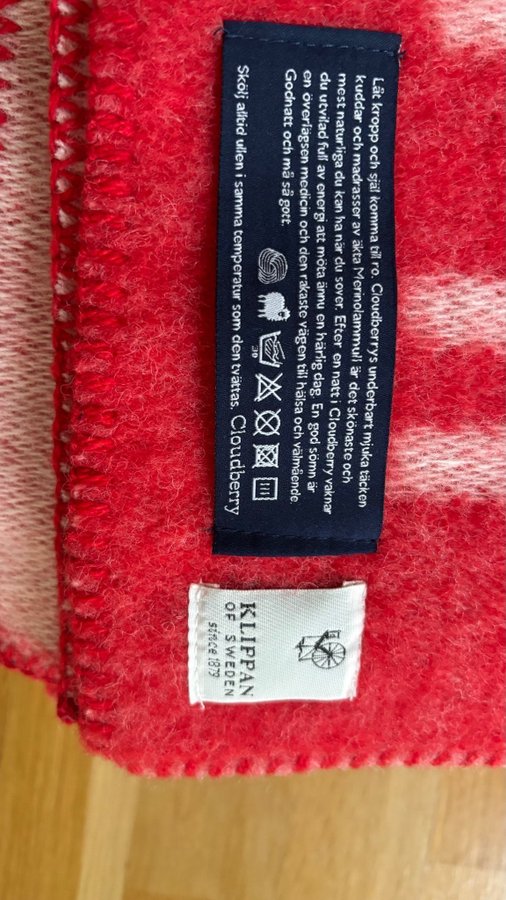 Låt kropp och själ komma till ro. Cloudberrys underbart mjuka täcken
kuddar och madrasser av äkta Merinolammull är det skönaste och
mest naturliga du kan ha när du sover. Efter en natt i Cloudberry vaknar
du utvilad full av energi att möta ännu en härlig dag. En god sömn är
en överlägsen medicin och den rakaste vägen till hälsa och välmående.
Godnatt och må så gott.
30
Skölj alltid ullen i samma temperatur som den tvättas. Cloudberry
KLIPPAN
OF SWEDEN
since 1879